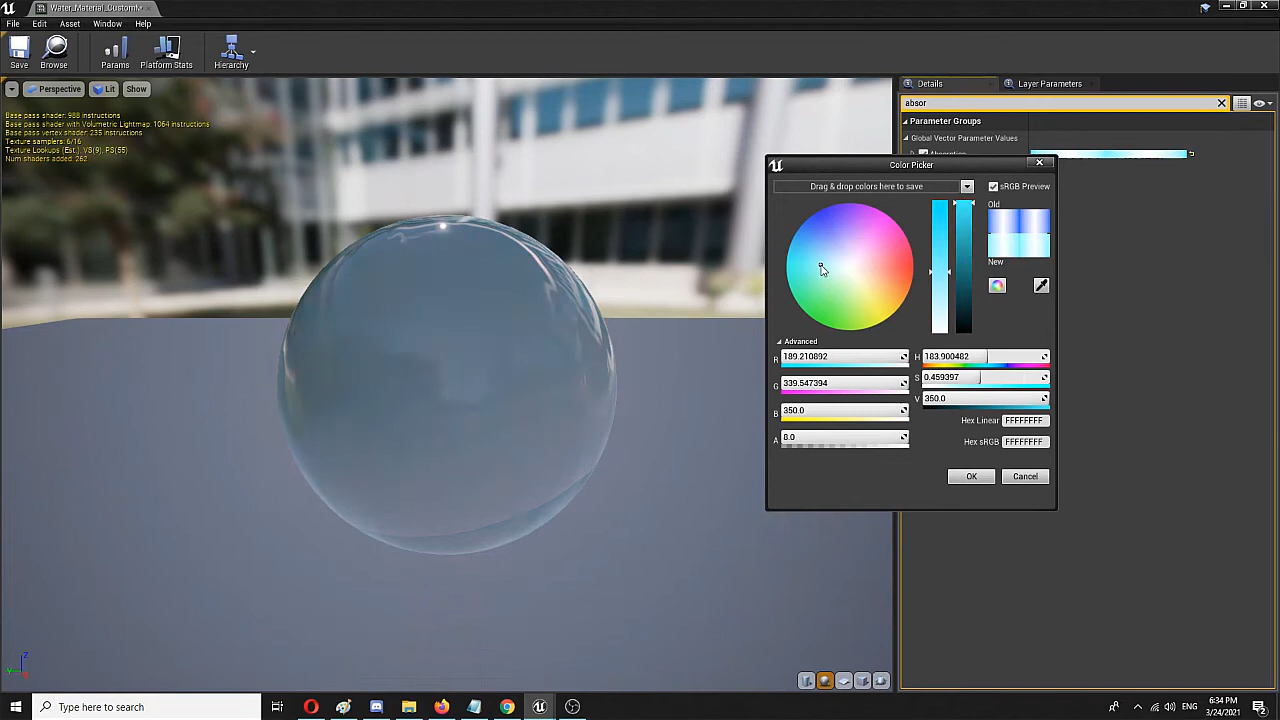 Water_Material_CustomM
File Edit Asset Window Help
Save Browse Params Platform Stats Hierarchy
Perspective Lit Show
Base pass shader: 988 instructions
Base pass shader with Volumetric Lightmap: 1064 instructions
Base pass vertex shader: 235 instructions
Texture samplers: 6/16
Texture Lookups (Est.): VS(9), PS(55)
Num shaders added: 262
Details Layer Parameters
absor
Parameter Groups
Global Vector Parameter Values
Color Picker
Drag & drop colors here to save
sRGB Preview
Old
New
Advanced
R 189.210892 H 183.900482
G 339.547394 S 0.459397
B 350.0 V 350.0
A 8.0
Hex Linear FFFFFFFF
Hex sRGB FFFFFFFF
OK Cancel
Z
Y
Type here to search
ENG
6:34 PM
3/24/2021
2